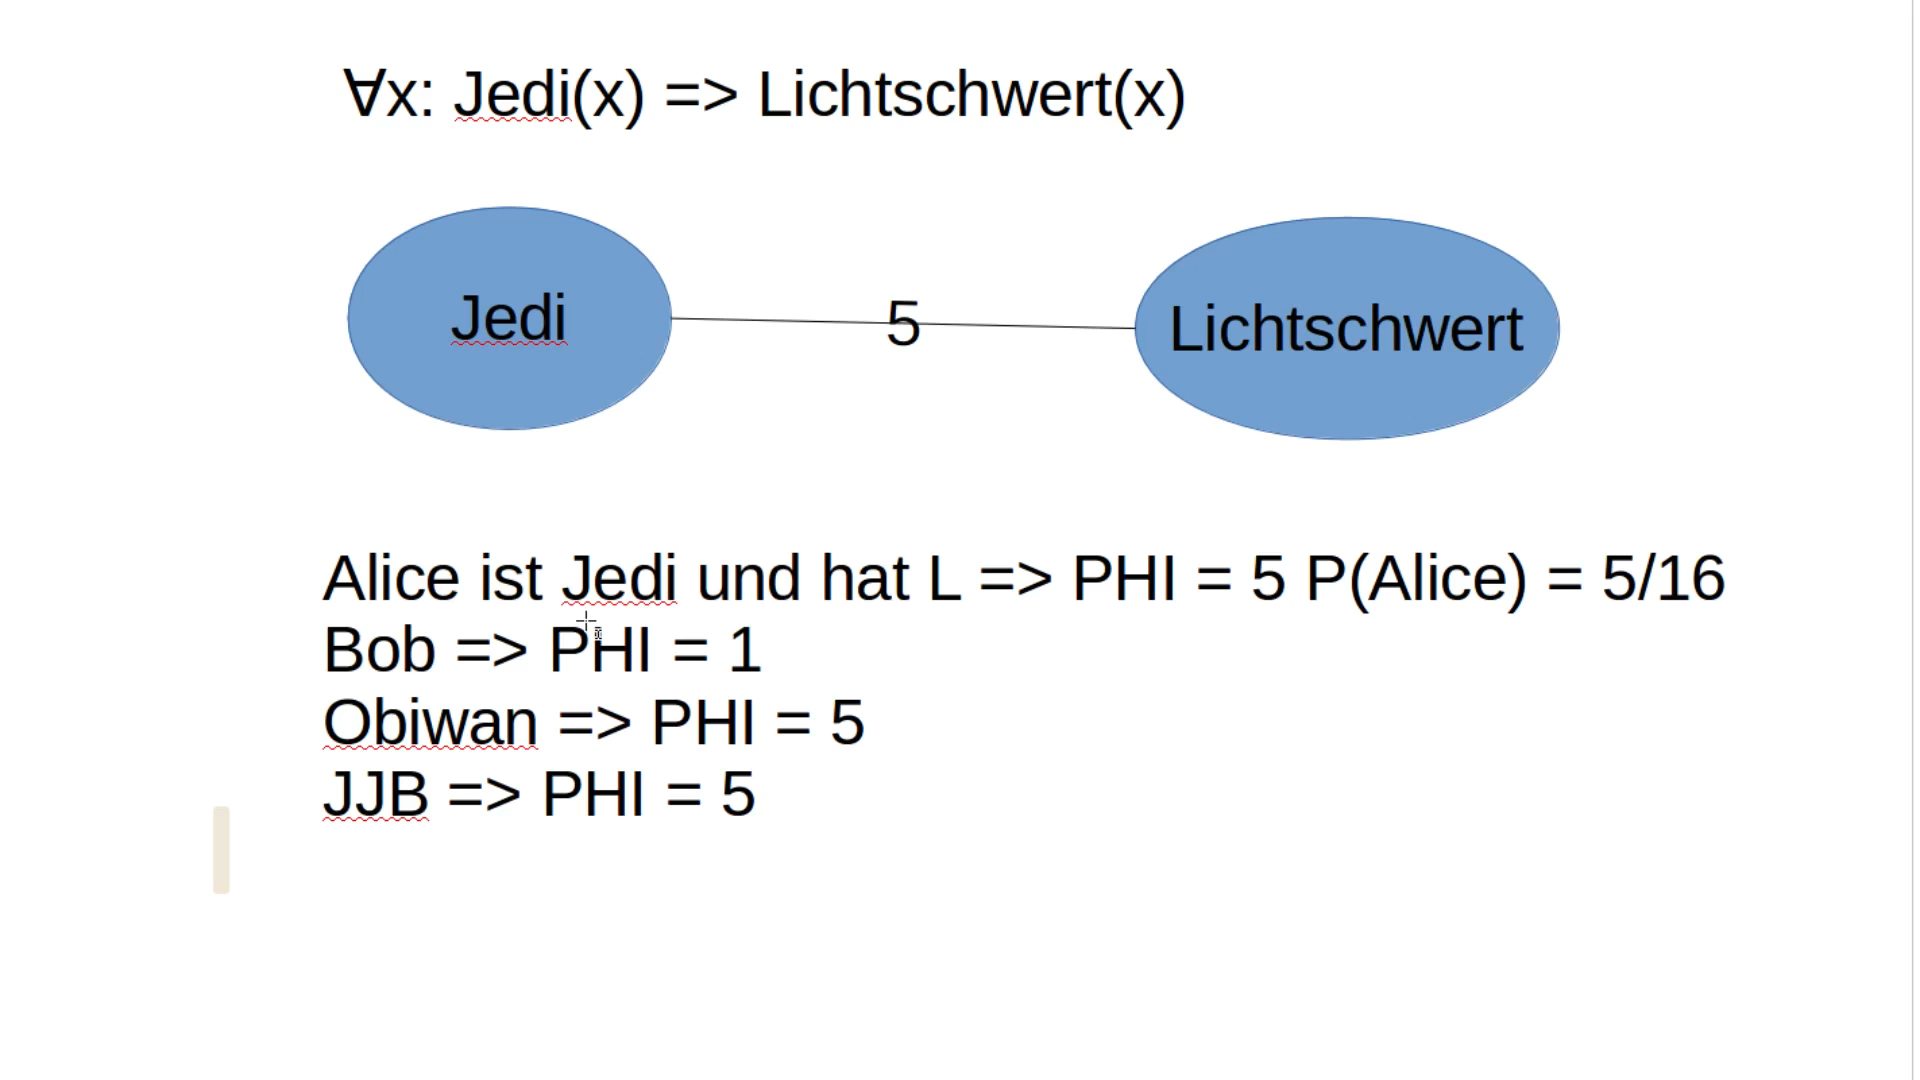 ∀x: Jedi(x) => Lichtschwert(x)
Jedi
5
Lichtschwert
Alice ist Jedi und hat L => PHI = 5 P(Alice) = 5/16
Bob => PHI = 1
Obiwan => PHI = 5
JJB => PHI = 5